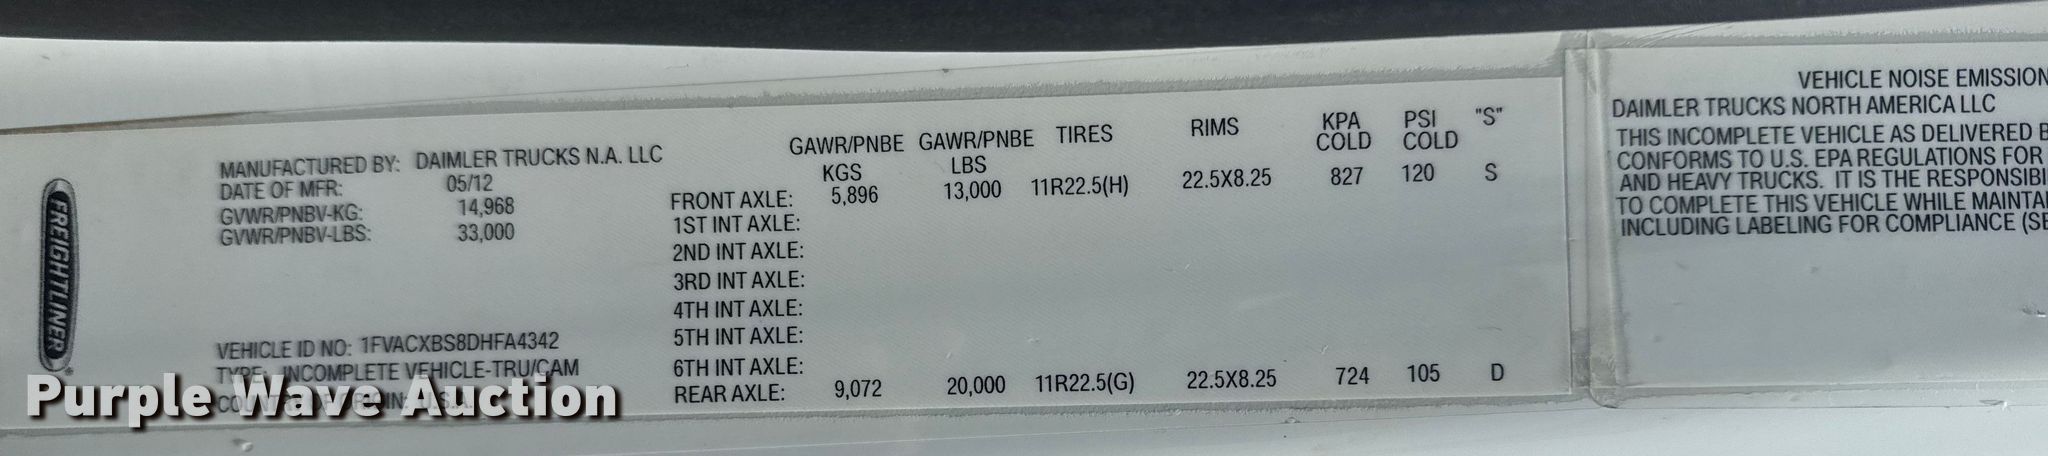 FREIGHTLINER
MANUFACTURED BY: DAIMLER TRUCKS N.A. LLC
DATE OF MFR: 05/12
GVWR/PNBV-KG: 14,968
GVWR/PNBV-LBS: 33,000
VEHICLE ID NO: 1FVACXBS8DHFA4342
TYPE: INCOMPLETE VEHICLE-TRU/CAM
COUNTRY OF ORIGIN: U.S.A.
GAWR/PNBE KGS GAWR/PNBE LBS TIRES RIMS KPA COLD PSI COLD "S"
FRONT AXLE: 5,896 13,000 11R22.5(H) 22.5X8.25 827 120 S
1ST INT AXLE:
2ND INT AXLE:
3RD INT AXLE:
4TH INT AXLE:
5TH INT AXLE:
6TH INT AXLE:
REAR AXLE: 9,072 20,000 11R22.5(G) 22.5X8.25 724 105 D
VEHICLE NOISE EMISSION
DAIMLER TRUCKS NORTH AMERICA LLC
THIS INCOMPLETE VEHICLE AS DELIVERED B
CONFORMS TO U.S. EPA REGULATIONS FOR
AND HEAVY TRUCKS. IT IS THE RESPONSIBI
TO COMPLETE THIS VEHICLE WHILE MAINTAI
INCLUDING LABELING FOR COMPLIANCE (SE
Purple Wave Auction